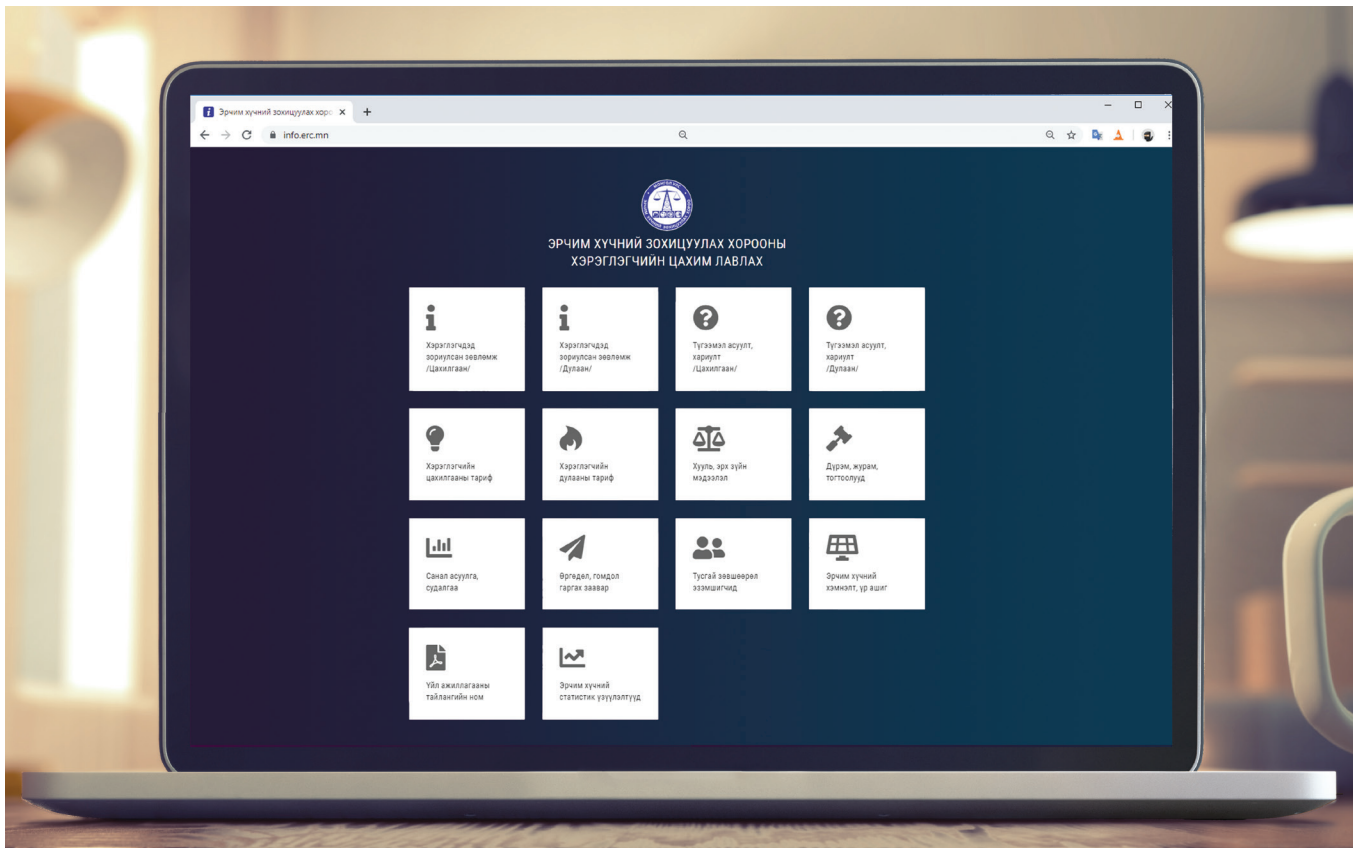 Эрчим хүчний зохицуулах хоро
info.erc.mn
ЭРЧИМ ХҮЧНИЙ ЗОХИЦУУЛАХ ХОРООНЫ
ХЭРЭГЛЭГЧИЙН ЦАХИМ ЛАВЛАХ
Хэрэглэгчдэд
зориулсан зөвлөмж
/Цахилгаан/
Хэрэглэгчдэд
зориулсан зөвлөмж
/Дулаан/
Түгээмэл асуулт,
хариулт
/Цахилгаан/
Түгээмэл асуулт,
хариулт
/Дулаан/
Хэрэглэгчийн
цахилгааны тариф
Хэрэглэгчийн
дулааны тариф
Хууль, эрх зүйн
мэдээлэл
Дүрэм, журам,
тогтоолууд
Санал асуулга,
судалгаа
Өргөдөл, гомдол
гаргах заавар
Тусгай зөвшөөрөл
эзэмшигчид
Эрчим хүчний
хэмнэлт, үр ашиг
Үйл ажиллагааны
тайлангийн ном
Эрчим хүчний
статистик үзүүлэлтүүд